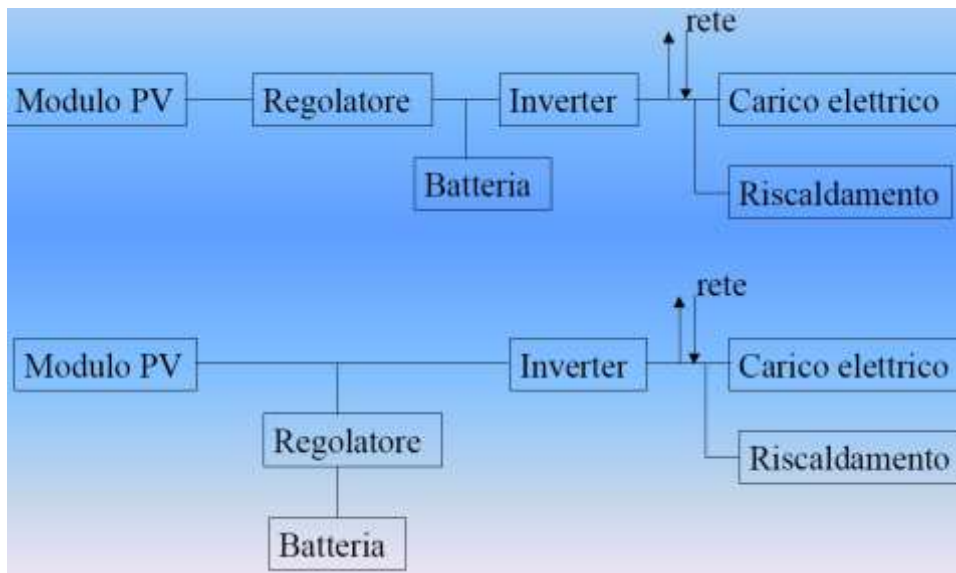 rete
Modulo PV
Regolatore
Inverter
Carico elettrico
Batteria
Riscaldamento
rete
Modulo PV
Inverter
Carico elettrico
Regolatore
Riscaldamento
Batteria